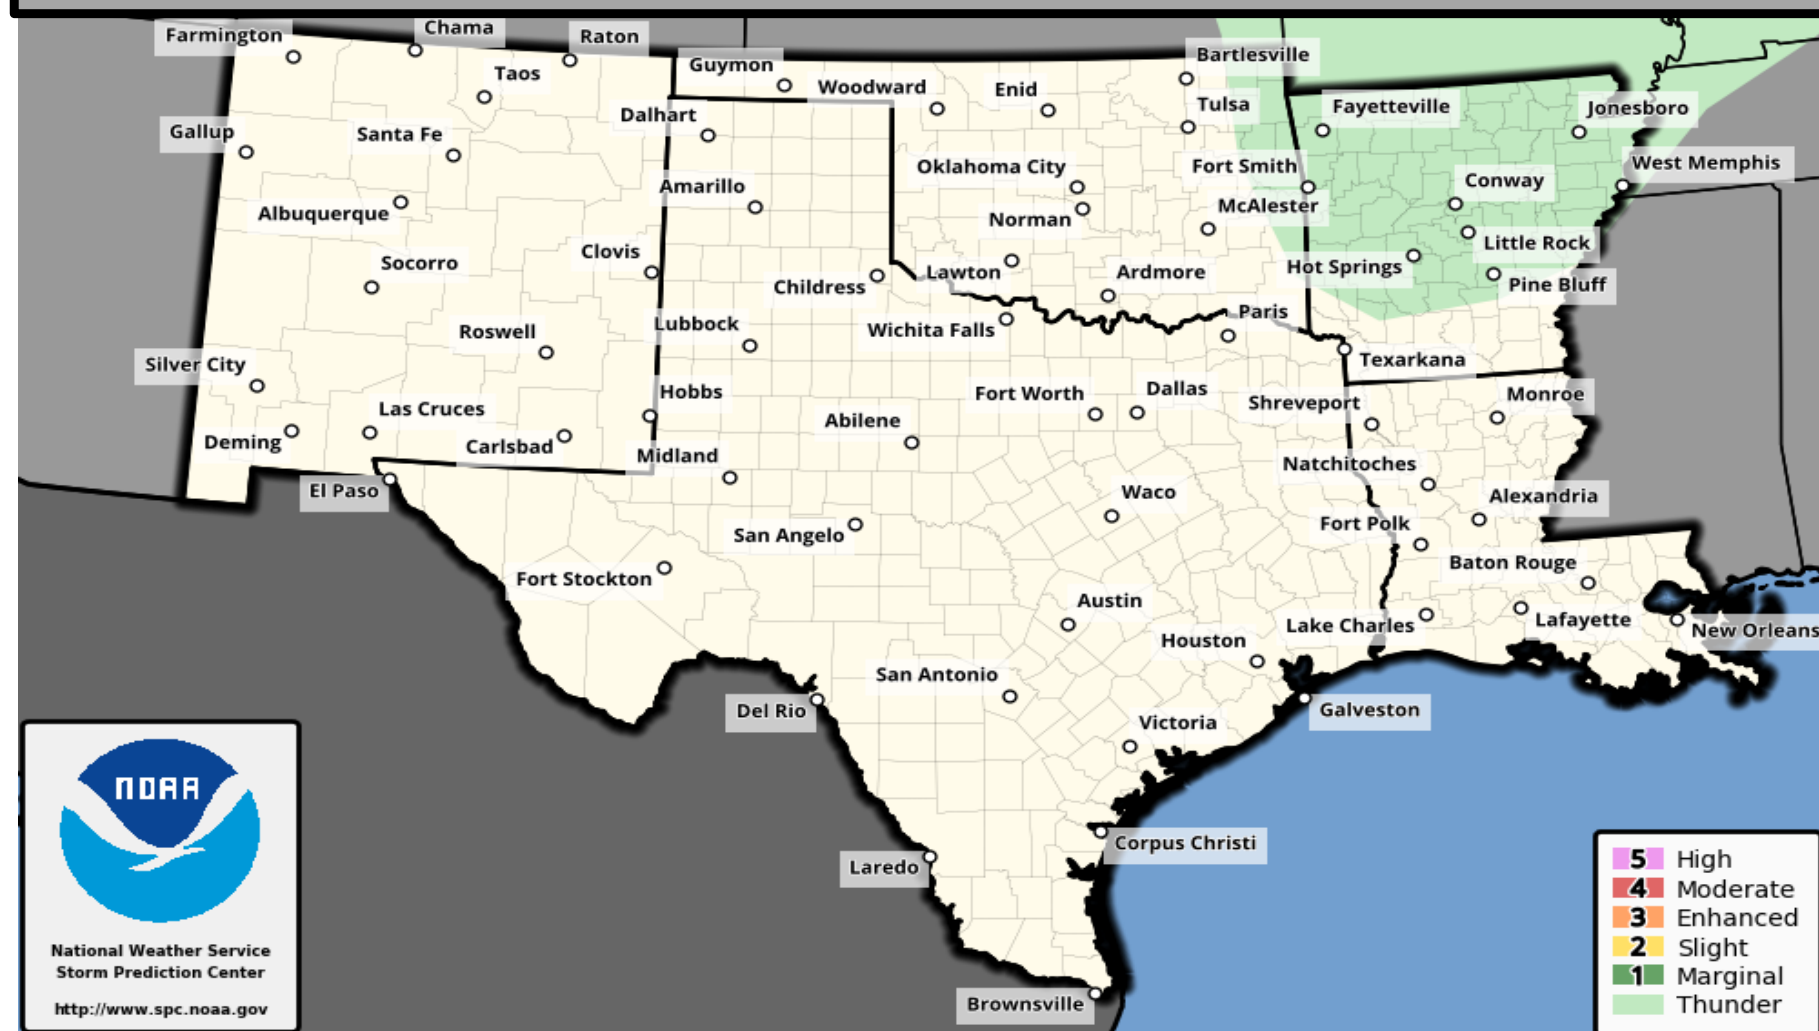 Farmington
Chama
Raton
Taos
Guymon
Woodward
Enid
Bartlesville
Tulsa
Fayetteville
Jonesboro
Gallup
Santa Fe
Dalhart
Oklahoma City
Fort Smith
Conway
West Memphis
Albuquerque
Amarillo
Norman
McAlester
Little Rock
Socorro
Clovis
Childress
Lawton
Ardmore
Hot Springs
Pine Bluff
Roswell
Lubbock
Wichita Falls
Paris
Texarkana
Silver City
Las Cruces
Hobbs
Abilene
Fort Worth
Dallas
Shreveport
Monroe
Deming
Carlsbad
Midland
Natchitoches
El Paso
San Angelo
Waco
Fort Polk
Alexandria
Fort Stockton
Austin
Baton Rouge
Houston
Lake Charles
Lafayette
New Orleans
San Antonio
Del Rio
Victoria
Galveston
Corpus Christi
Laredo
Brownsville
NOAA
National Weather Service
Storm Prediction Center
http://www.spc.noaa.gov
5 High
4 Moderate
3 Enhanced
2 Slight
1 Marginal
Thunder